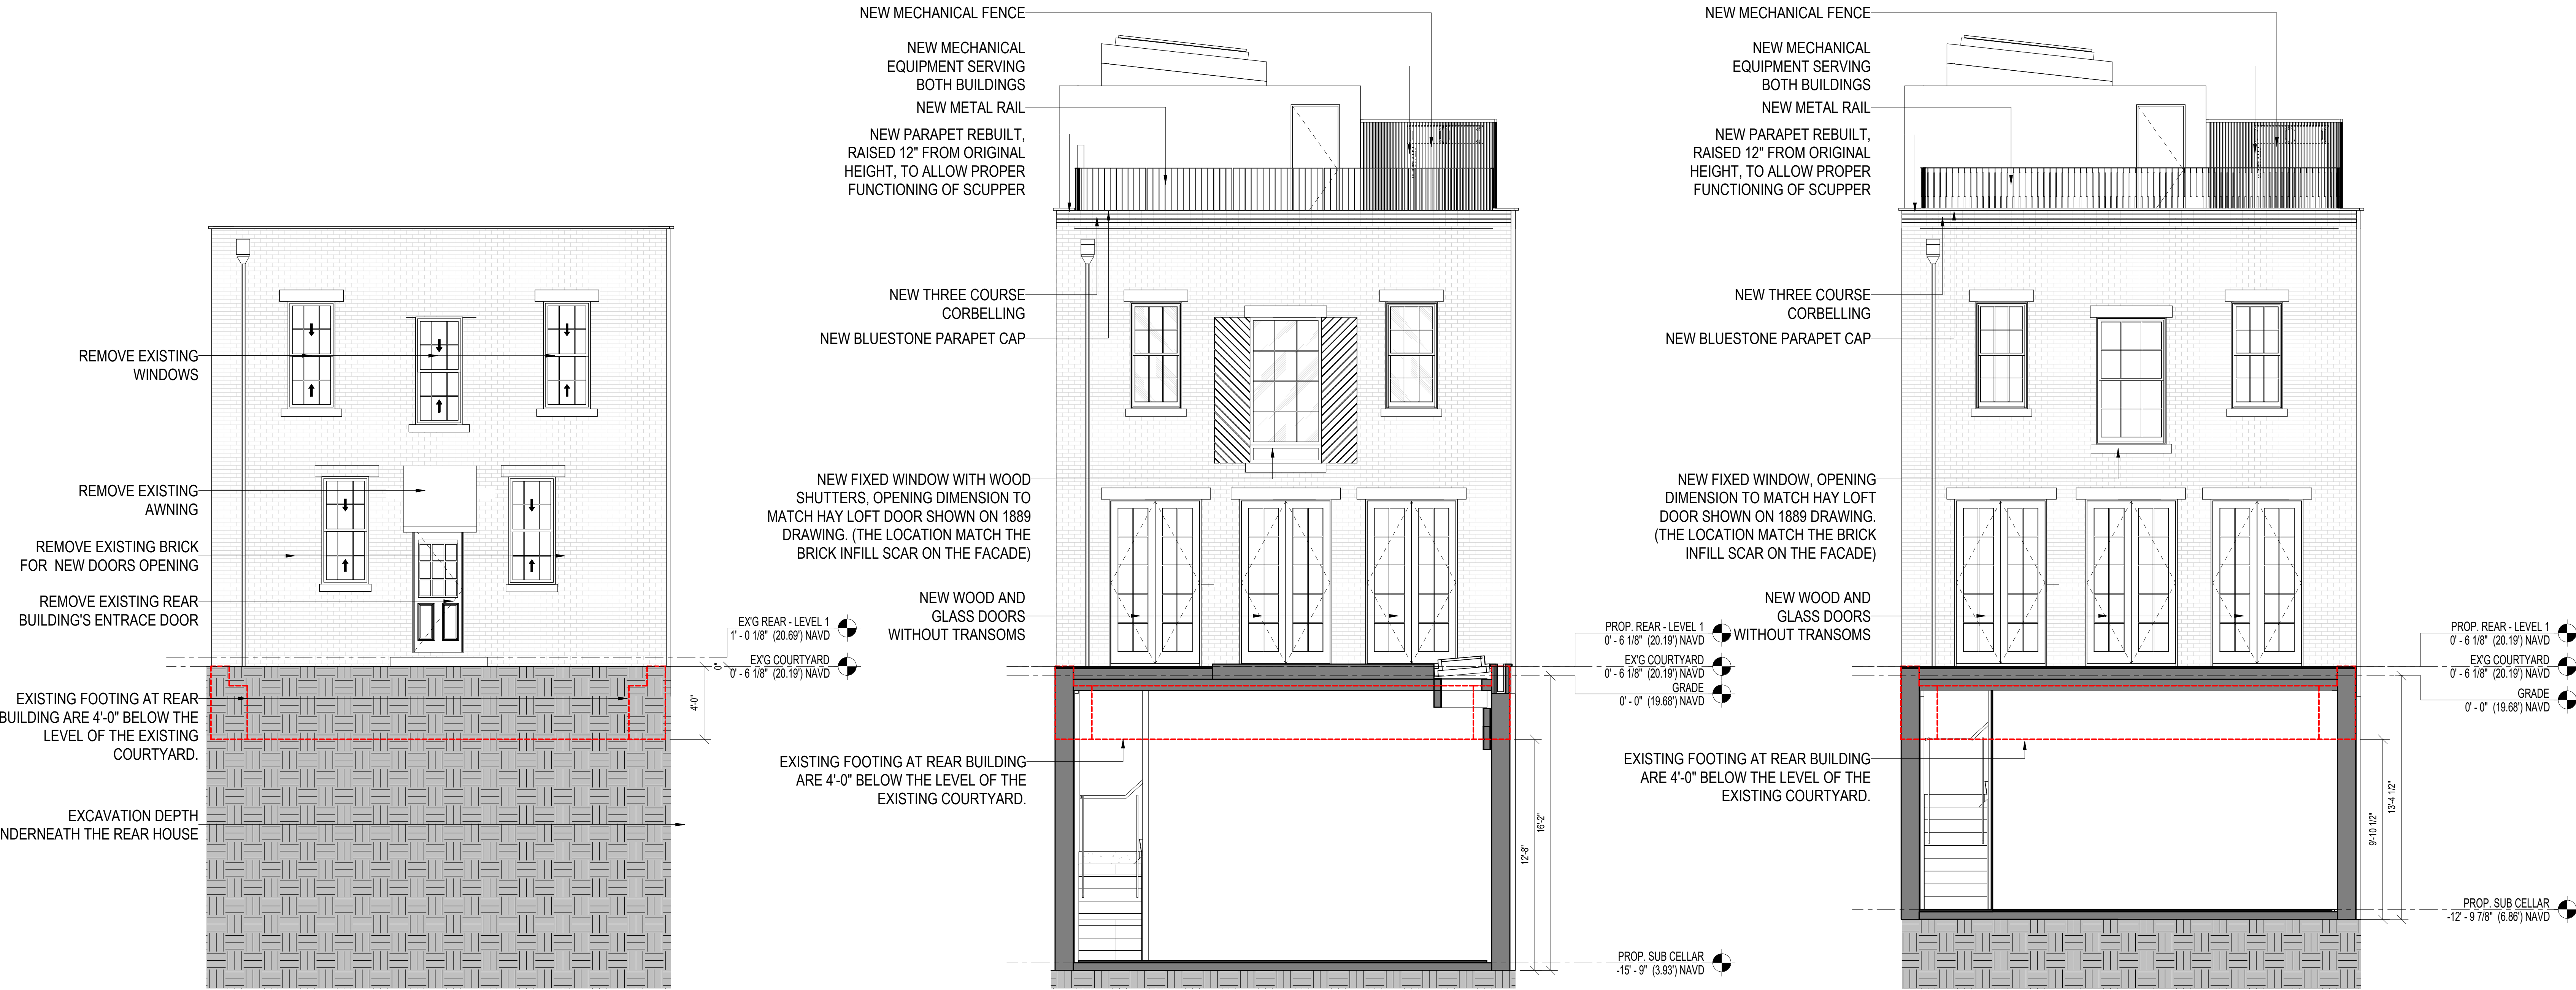 REMOVE EXISTING
WINDOWS
REMOVE EXISTING
AWNING
REMOVE EXISTING BRICK
FOR NEW DOORS OPENING
REMOVE EXISTING REAR
BUILDING'S ENTRACE DOOR
EXISTING FOOTING AT REAR
BUILDING ARE 4'-0" BELOW THE
LEVEL OF THE EXISTING
COURTYARD.
EXCAVATION DEPTH
NDERNEATH THE REAR HOUSE
EX'G REAR - LEVEL 1
1' - 0 1/8" (20.69') NAVD
EX'G COURTYARD
0' - 6 1/8" (20.19') NAVD
0"
4'-0"
NEW MECHANICAL FENCE
NEW MECHANICAL
EQUIPMENT SERVING
BOTH BUILDINGS
NEW METAL RAIL
NEW PARAPET REBUILT,
RAISED 12" FROM ORIGINAL
HEIGHT, TO ALLOW PROPER
FUNCTIONING OF SCUPPER
NEW THREE COURSE
CORBELLING
NEW BLUESTONE PARAPET CAP
NEW FIXED WINDOW WITH WOOD
SHUTTERS, OPENING DIMENSION TO
MATCH HAY LOFT DOOR SHOWN ON 1889
DRAWING. (THE LOCATION MATCH THE
BRICK INFILL SCAR ON THE FACADE)
NEW WOOD AND
GLASS DOORS
WITHOUT TRANSOMS
EXISTING FOOTING AT REAR BUILDING
ARE 4'-0" BELOW THE LEVEL OF THE
EXISTING COURTYARD.
PROP. REAR - LEVEL 1
0' - 6 1/8" (20.19') NAVD
EX'G COURTYARD
0' - 6 1/8" (20.19') NAVD
GRADE
0' - 0" (19.68') NAVD
12'-8"
16'-2"
PROP. SUB CELLAR
-15' - 9" (3.93') NAVD
NEW MECHANICAL FENCE
NEW MECHANICAL
EQUIPMENT SERVING
BOTH BUILDINGS
NEW METAL RAIL
NEW PARAPET REBUILT,
RAISED 12" FROM ORIGINAL
HEIGHT, TO ALLOW PROPER
FUNCTIONING OF SCUPPER
NEW THREE COURSE
CORBELLING
NEW BLUESTONE PARAPET CAP
NEW FIXED WINDOW, OPENING
DIMENSION TO MATCH HAY LOFT
DOOR SHOWN ON 1889 DRAWING.
(THE LOCATION MATCH THE BRICK
INFILL SCAR ON THE FACADE)
NEW WOOD AND
GLASS DOORS
WITHOUT TRANSOMS
EXISTING FOOTING AT REAR BUILDING
ARE 4'-0" BELOW THE LEVEL OF THE
EXISTING COURTYARD.
PROP. REAR - LEVEL 1
0' - 6 1/8" (20.19') NAVD
EX'G COURTYARD
0' - 6 1/8" (20.19') NAVD
GRADE
0' - 0" (19.68') NAVD
9'-10 1/2"
13'-4 1/2"
PROP. SUB CELLAR
-12' - 9 7/8" (6.86') NAVD